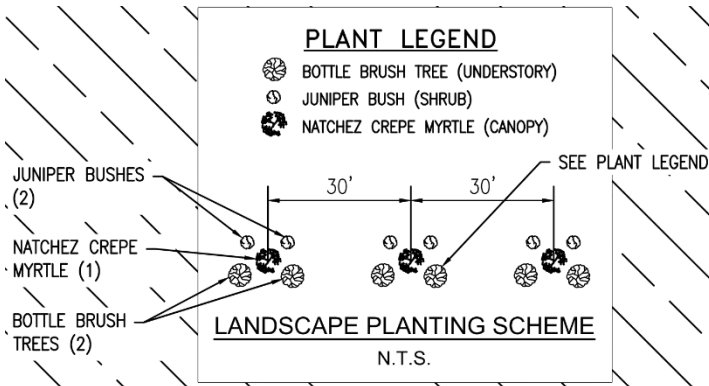 PLANT LEGEND
BOTTLE BRUSH TREE (UNDERSTORY)
JUNIPER BUSH (SHRUB)
NATCHEZ CREPE MYRTLE (CANOPY)
SEE PLANT LEGEND
JUNIPER BUSHES
(2)
30'
30'
NATCHEZ CREPE
MYRTLE (1)
BOTTLE BRUSH
TREES (2)
LANDSCAPE PLANTING SCHEME
N.T.S.